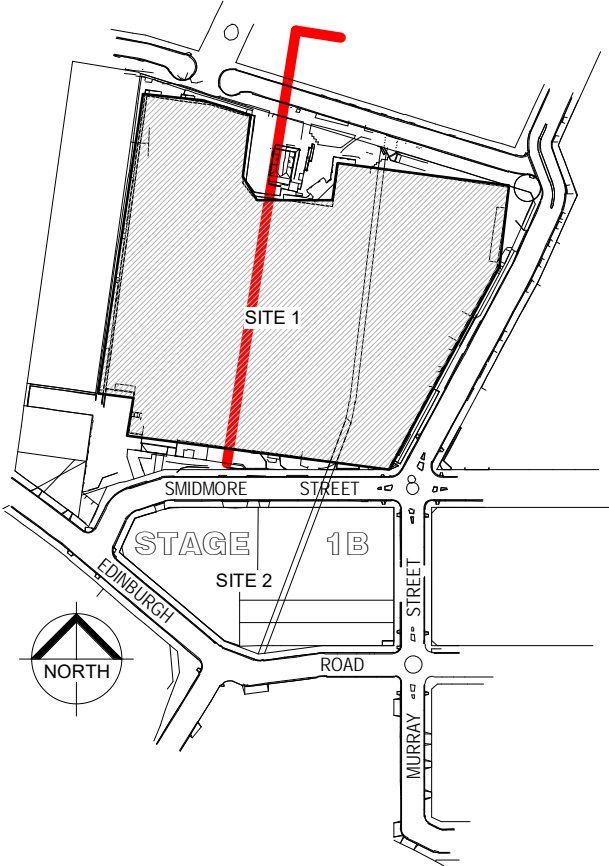 SITE 1
SMIDMORE STREET
STAGE 1B
EDINBURGH
SITE 2
STREET
NORTH
ROAD
MURRAY